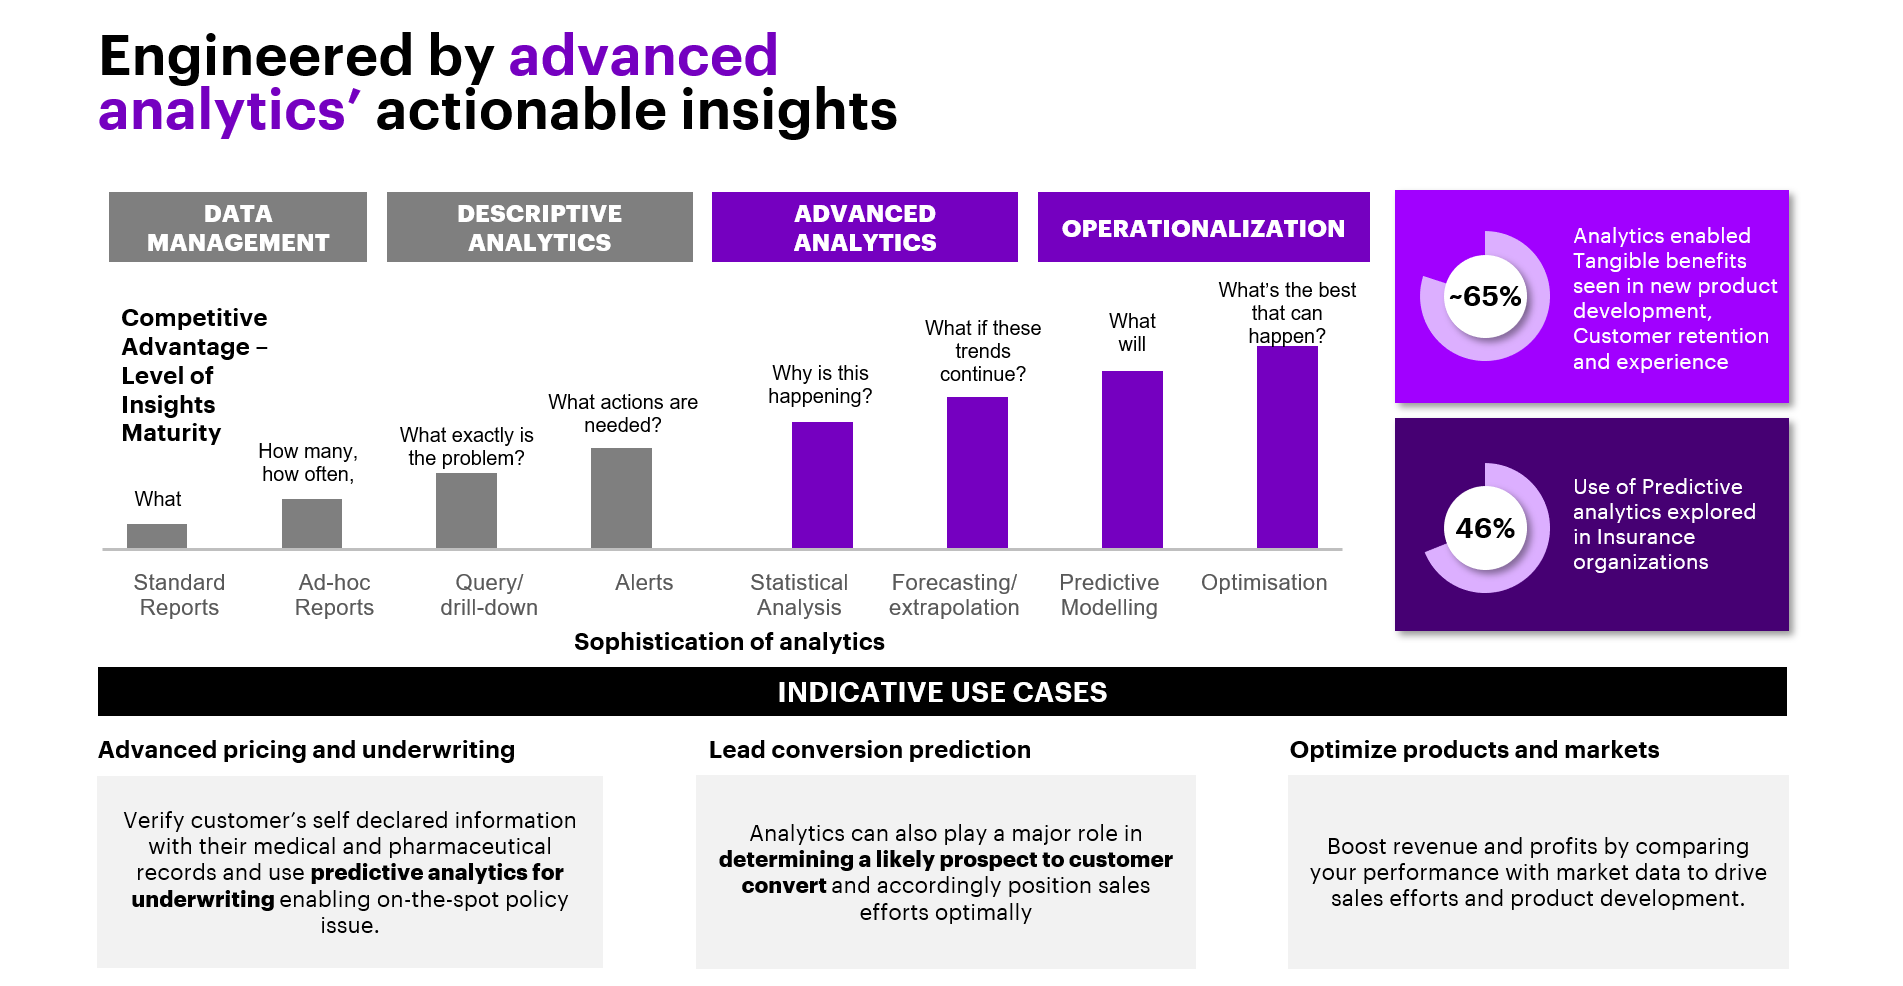 Engineered by advanced
analytics’ actionable insights
DATA
MANAGEMENT
DESCRIPTIVE
ANALYTICS
ADVANCED
ANALYTICS
OPERATIONALIZATION
Competitive
Advantage –
Level of
Insights
Maturity
What
How many,
how often,
What exactly is
the problem?
What actions are
needed?
Why is this
happening?
What if these
trends
continue?
What
will
What’s the best
that can
happen?
Standard
Reports
Ad-hoc
Reports
Query/
drill-down
Alerts
Statistical
Analysis
Forecasting/
extrapolation
Predictive
Modelling
Optimisation
Sophistication of analytics
~65%
Analytics enabled
Tangible benefits
seen in new product
development,
Customer retention
and experience
46%
Use of Predictive
analytics explored
in Insurance
organizations
INDICATIVE USE CASES
Advanced pricing and underwriting
Verify customer’s self declared information
with their medical and pharmaceutical
records and use predictive analytics for
underwriting enabling on-the-spot policy
issue.
Lead conversion prediction
Analytics can also play a major role in
determining a likely prospect to customer
convert and accordingly position sales
efforts optimally
Optimize products and markets
Boost revenue and profits by comparing
your performance with market data to drive
sales efforts and product development.